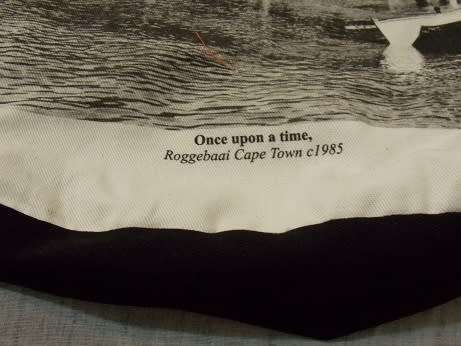 Once upon a time,
Roggebaai Cape Town c1985